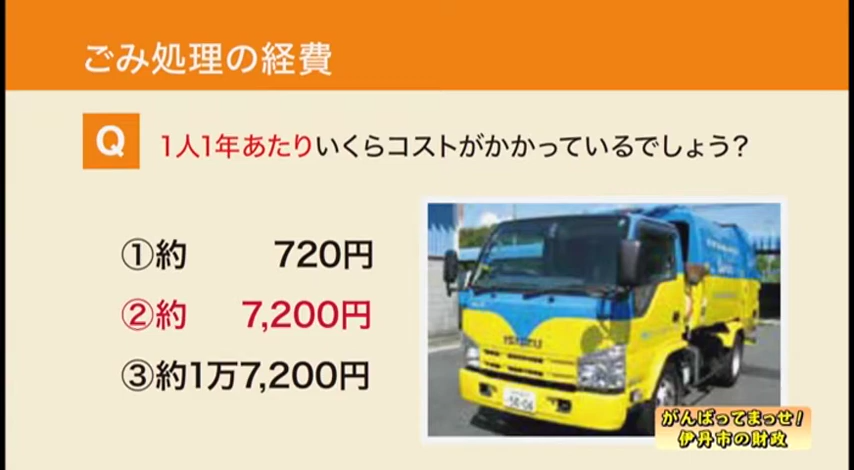 ごみ処理の経費
Q 1人1年あたりいくらコストがかかっているでしょう?
①約 720円
②約 7,200円
③約1万7,200円
ISUZU
がんばってまっせ!
伊丹市の財政